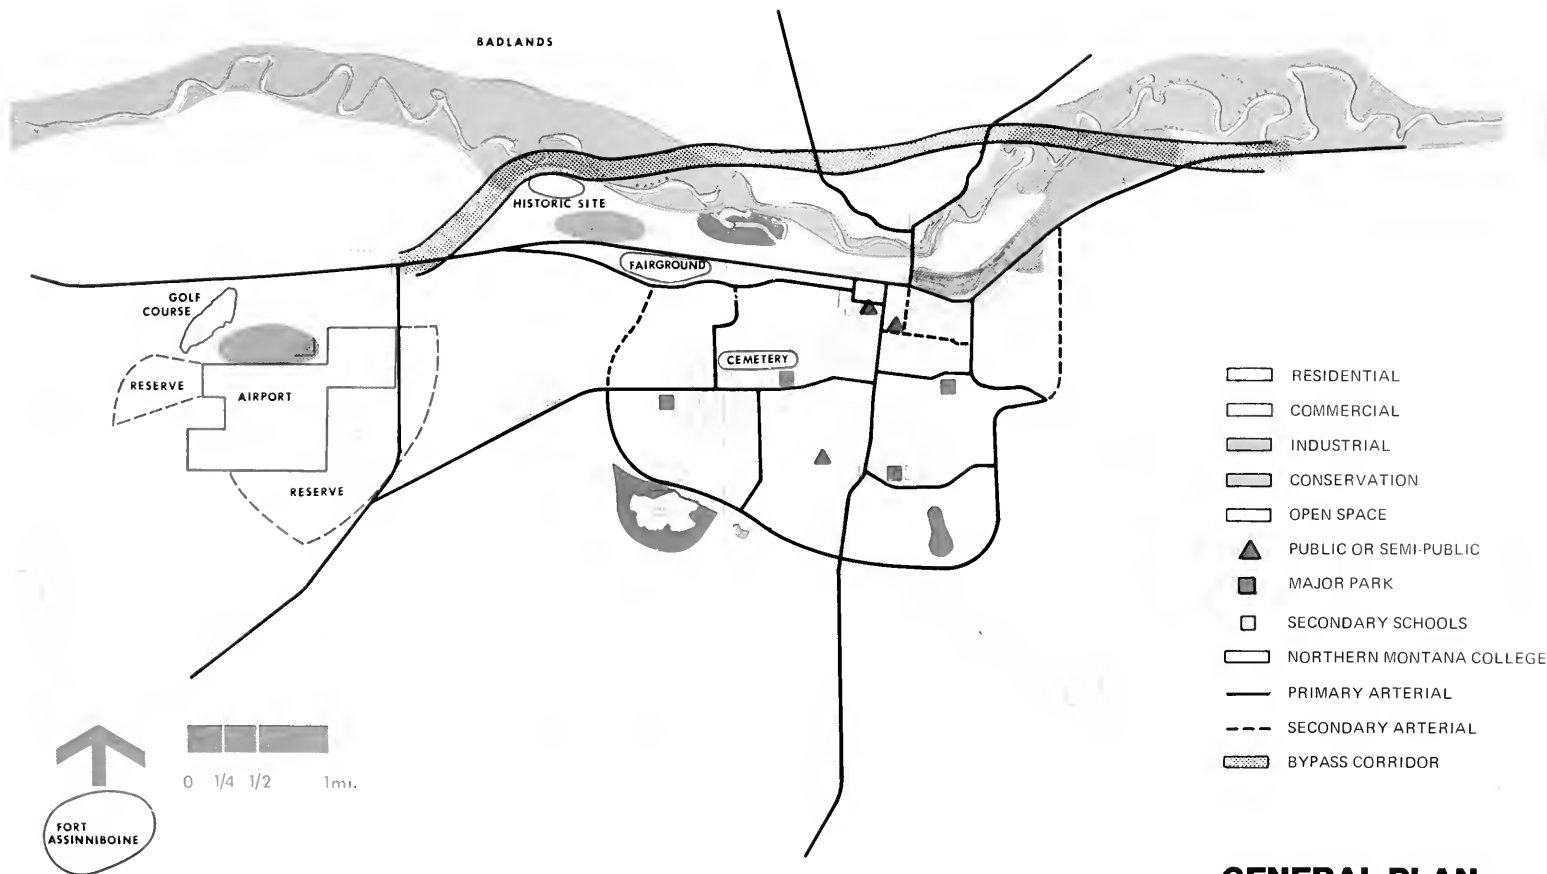 BADLANDS
HISTORIC SITE
FAIRGROUND
GOLF
COURSE
CEMETERY
RESERVE
AIRPORT
RESERVE
RESIDENTIAL
COMMERCIAL
INDUSTRIAL
CONSERVATION
OPEN SPACE
PUBLIC OR SEMI-PUBLIC
MAJOR PARK
SECONDARY SCHOOLS
NORTHERN MONTANA COLLEGE
PRIMARY ARTERIAL
SECONDARY ARTERIAL
BYPASS CORRIDOR
0 1/4 1/2 1mi.
FORT
ASSINNIBOINE
GENERAL PLAN